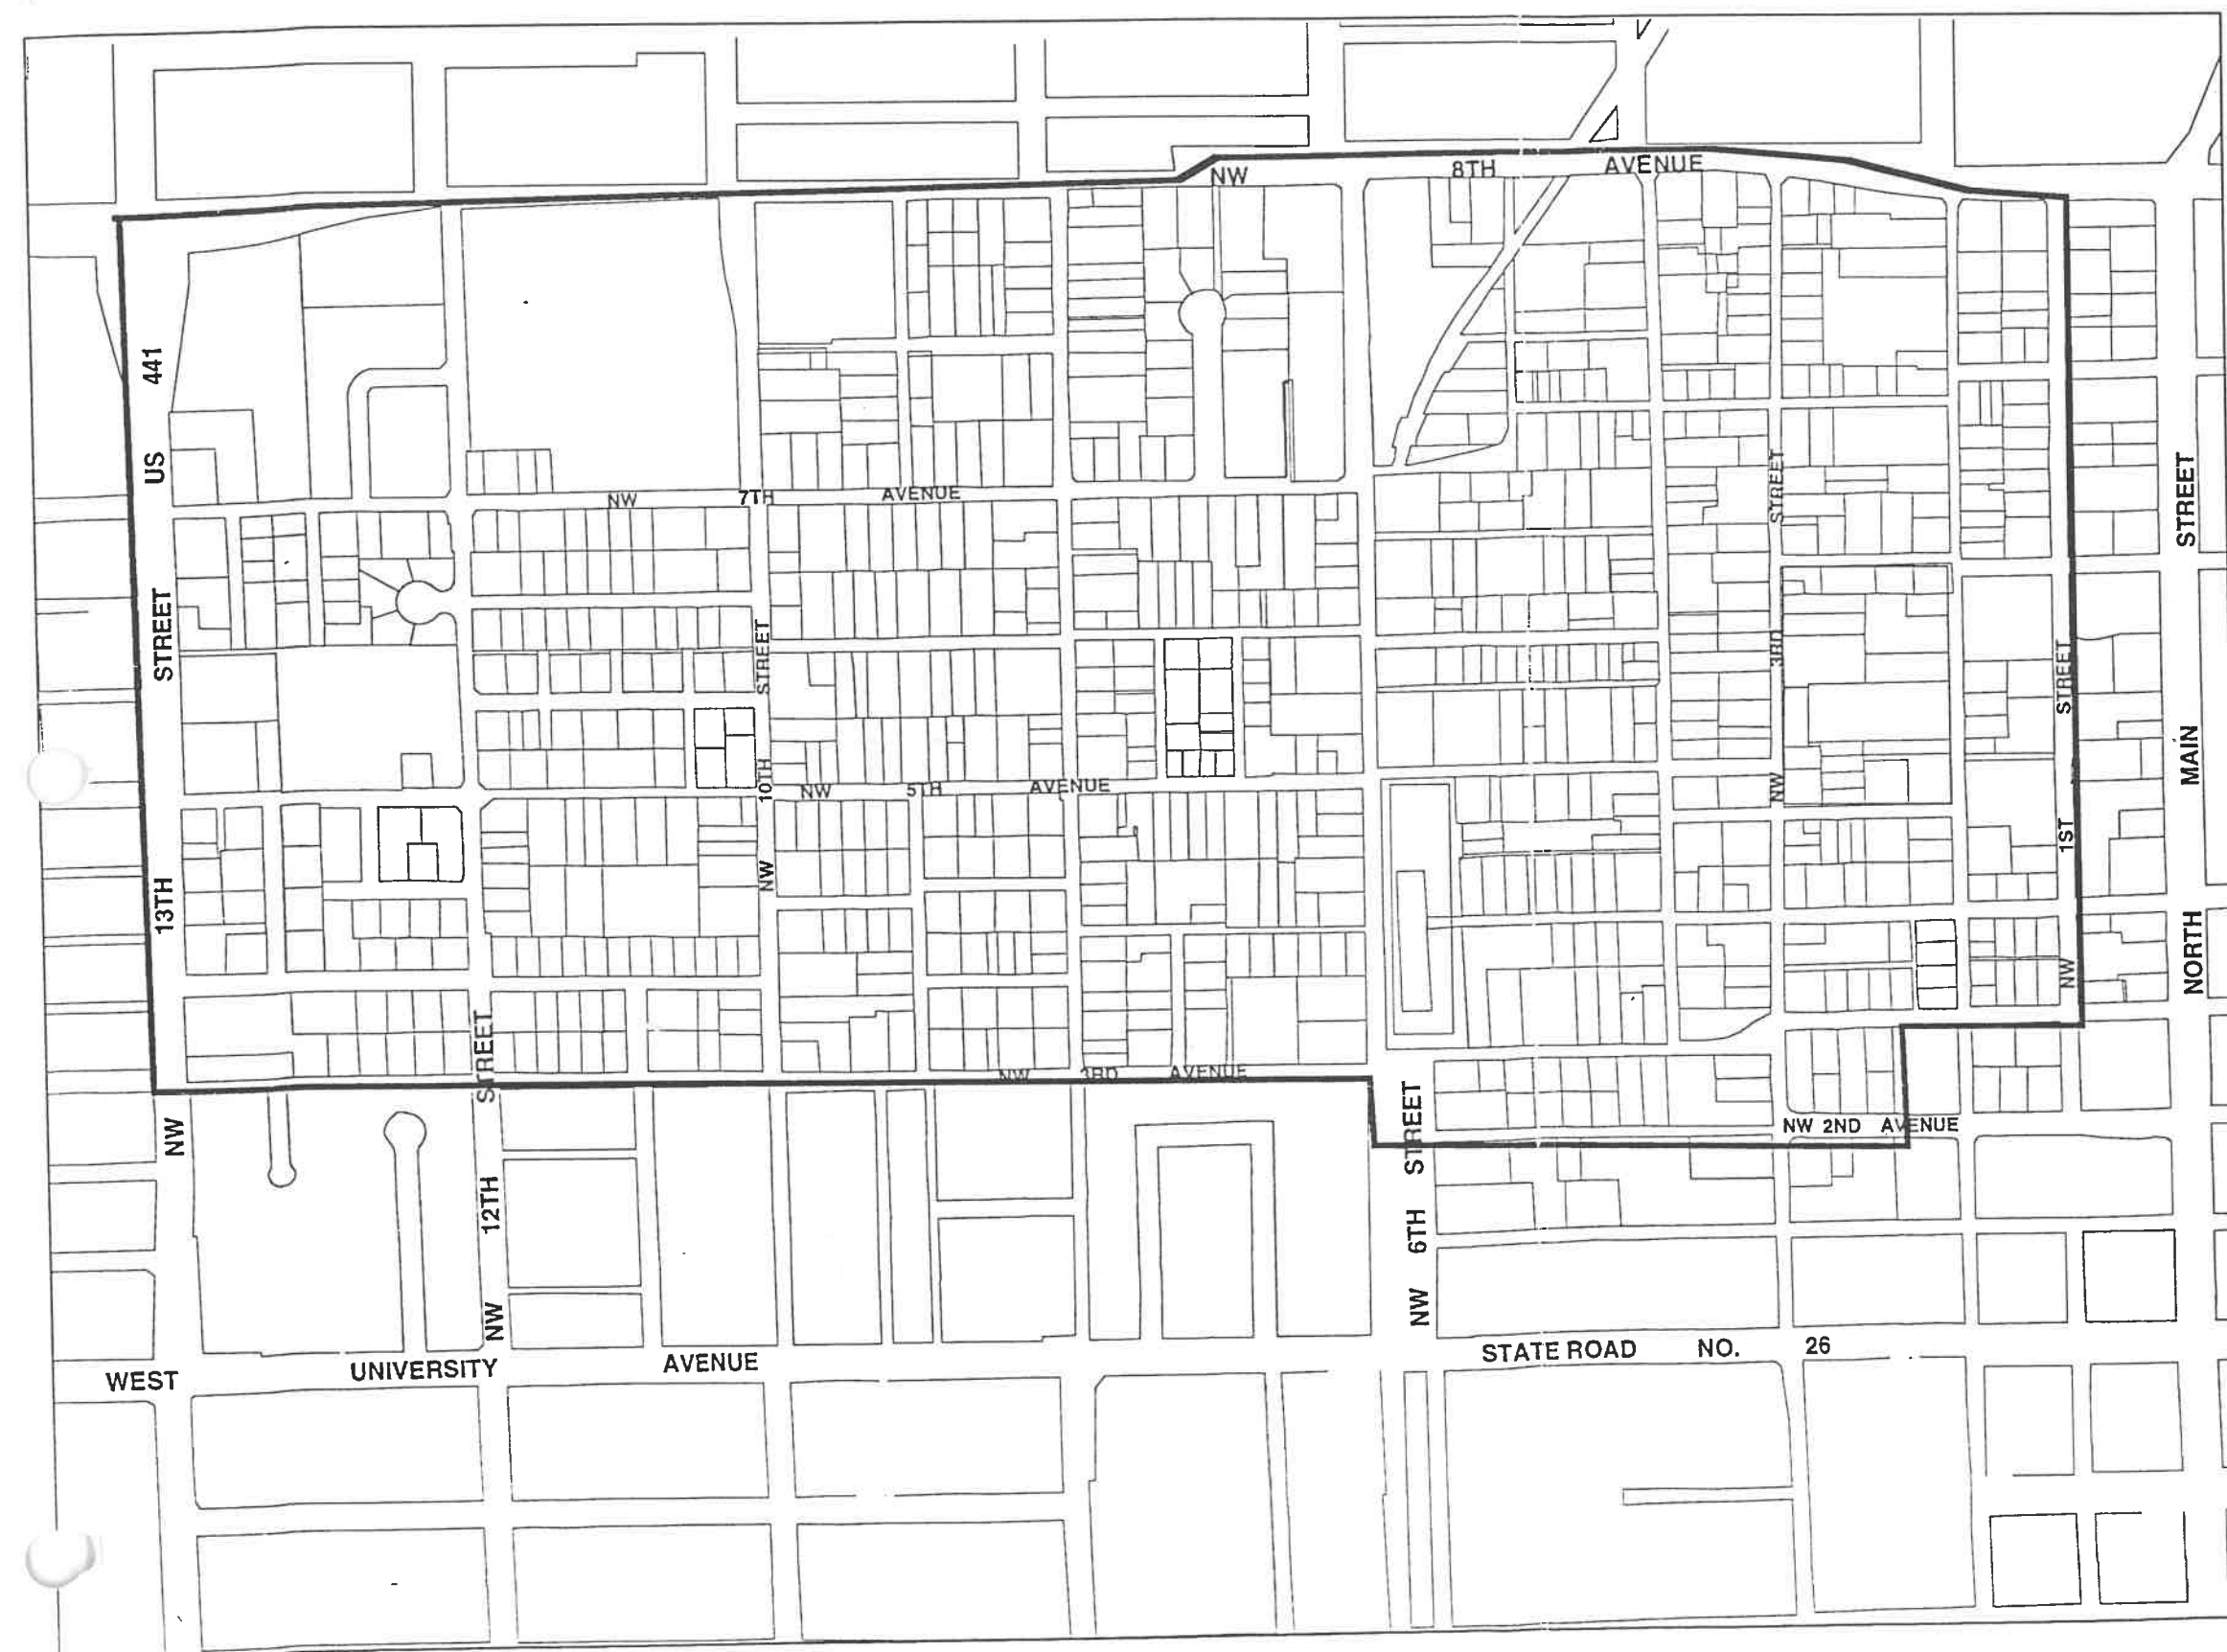 NW 8TH AVENUE
US 441
NW 7TH AVENUE
STREET
STREET
STREET
STREET
3RD
STREET
MAIN
10TH
NW 5TH AVENUE
NW
1ST
NW
13TH
NORTH
NW
STREET
NW 3RD AVENUE
STREET
NW 2ND AVENUE
NW
12TH
6TH
NW
NW
STATE ROAD NO. 26
WEST UNIVERSITY AVENUE